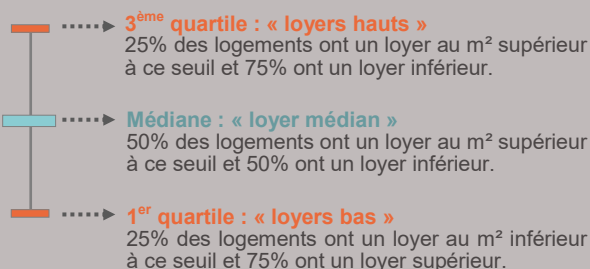 3ème quartile : « loyers hauts »
25% des logements ont un loyer au m² supérieur
à ce seuil et 75% ont un loyer inférieur.
Médiane : « loyer médian »
50% des logements ont un loyer au m² supérieur
à ce seuil et 50% ont un loyer inférieur.
1er quartile : « loyers bas »
25% des logements ont un loyer au m² inférieur
à ce seuil et 75% ont un loyer supérieur.